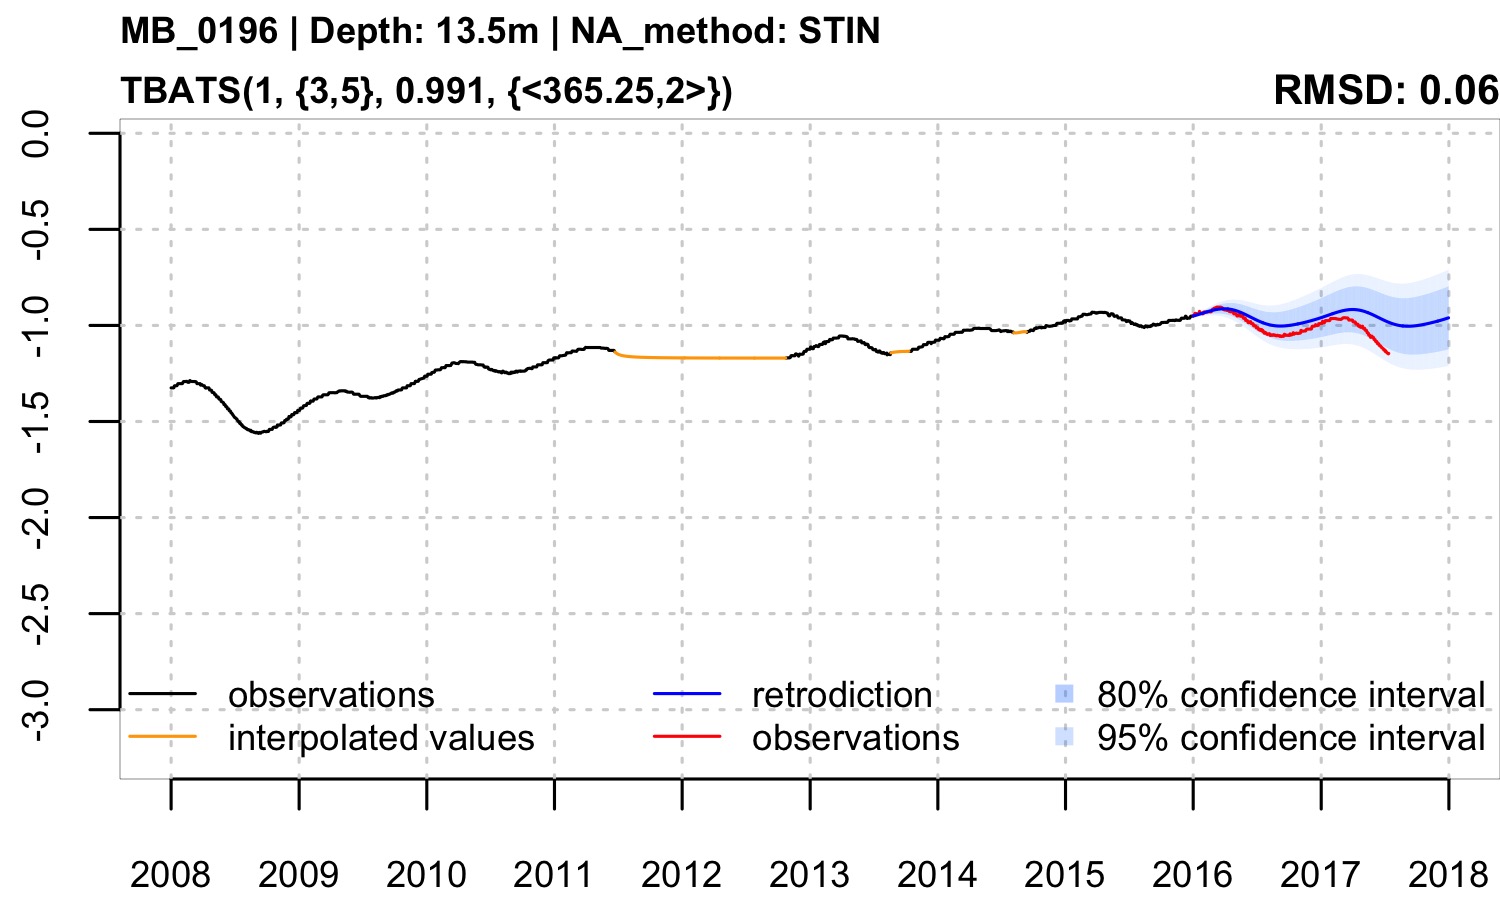 MB_0196 | Depth: 13.5m | NA_method: STIN
TBATS(1, {3,5}, 0.991, {<365.25,2>})
RMSD: 0.06
0.0
-0.5
-1.0
-1.5
-2.0
-2.5
-3.0
observations
retrodiction
80% confidence interval
interpolated values
observations
95% confidence interval
2008 2009 2010 2011 2012 2013 2014 2015 2016 2017 2018